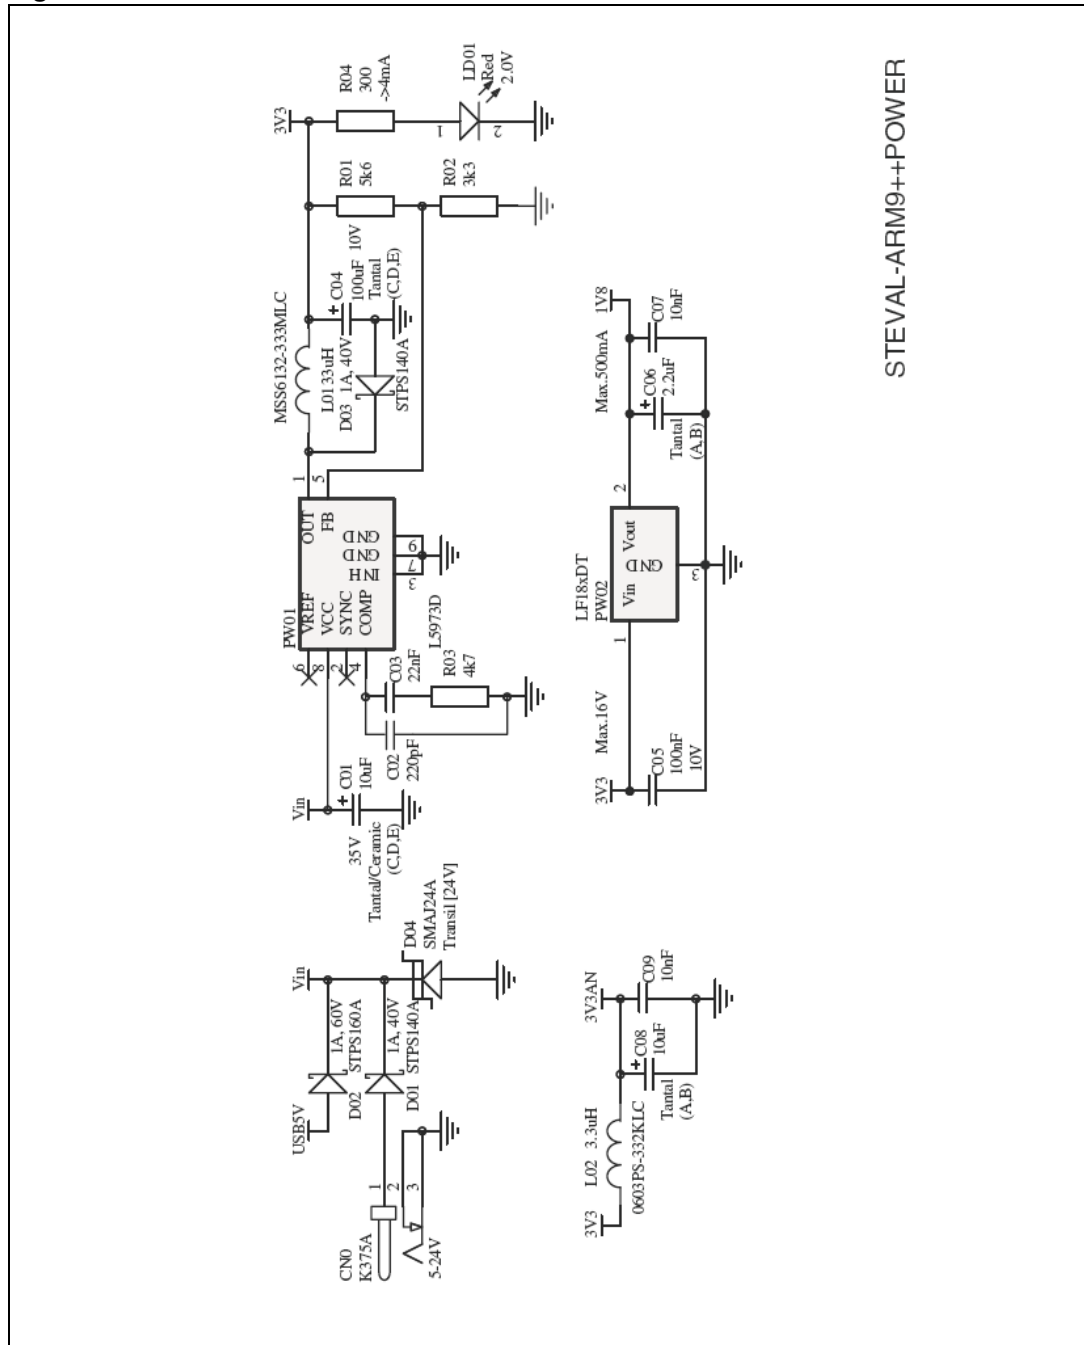 3V3
R04
300
->4mA
1
LD01
Red
2.0V
2
R01
5k6
R02
3k3
MSS6132-333MLC
L01 33uH
C04
100uF 10V
Tantal
(C,D,E)
D03 1A, 40V
STPS140A
PW01
L5973D
1
OUT
5
FB
6
VREF
8
VCC
2
SYNC
4
COMP
GND
9
GND
7
INH
3
C03
22nF
R03
4k7
C02
220pF
Vin
C01
10uF
35V
Tantal/Ceramic
(C,D,E)
Vin
D04
SMAJ24A
Transil [24V]
1A, 60V
STPS160A
D02
USB5V
1A, 40V
STPS140A
D01
1
2
3
CN0
K375A
5-24V
1V8
C07
10nF
Max.500mA
C06
2.2uF
Tantal
(A,B)
2
LF18xDT
PW02
Vout
GND
3
Vin
1
Max.16V
3V3
C05
100nF
10V
3V3AN
C09
10nF
C08
10uF
Tantal
(A,B)
L02 3.3uH
0603PS-332KLC
3V3
STEVAL-ARM9++POWER